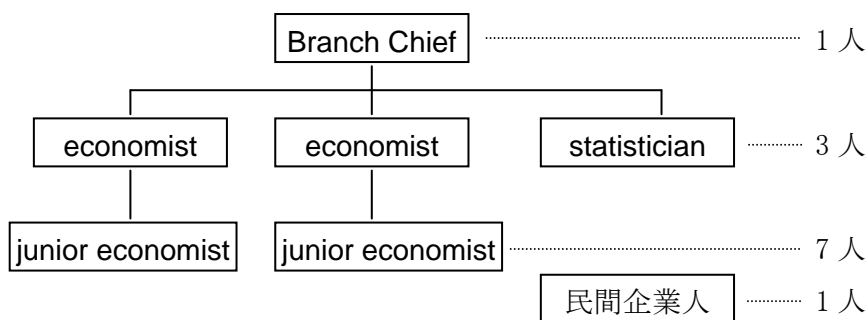 Branch Chief 1 人
economist economist statistician 3 人
junior economist junior economist 7 人
民間企業人 1 人